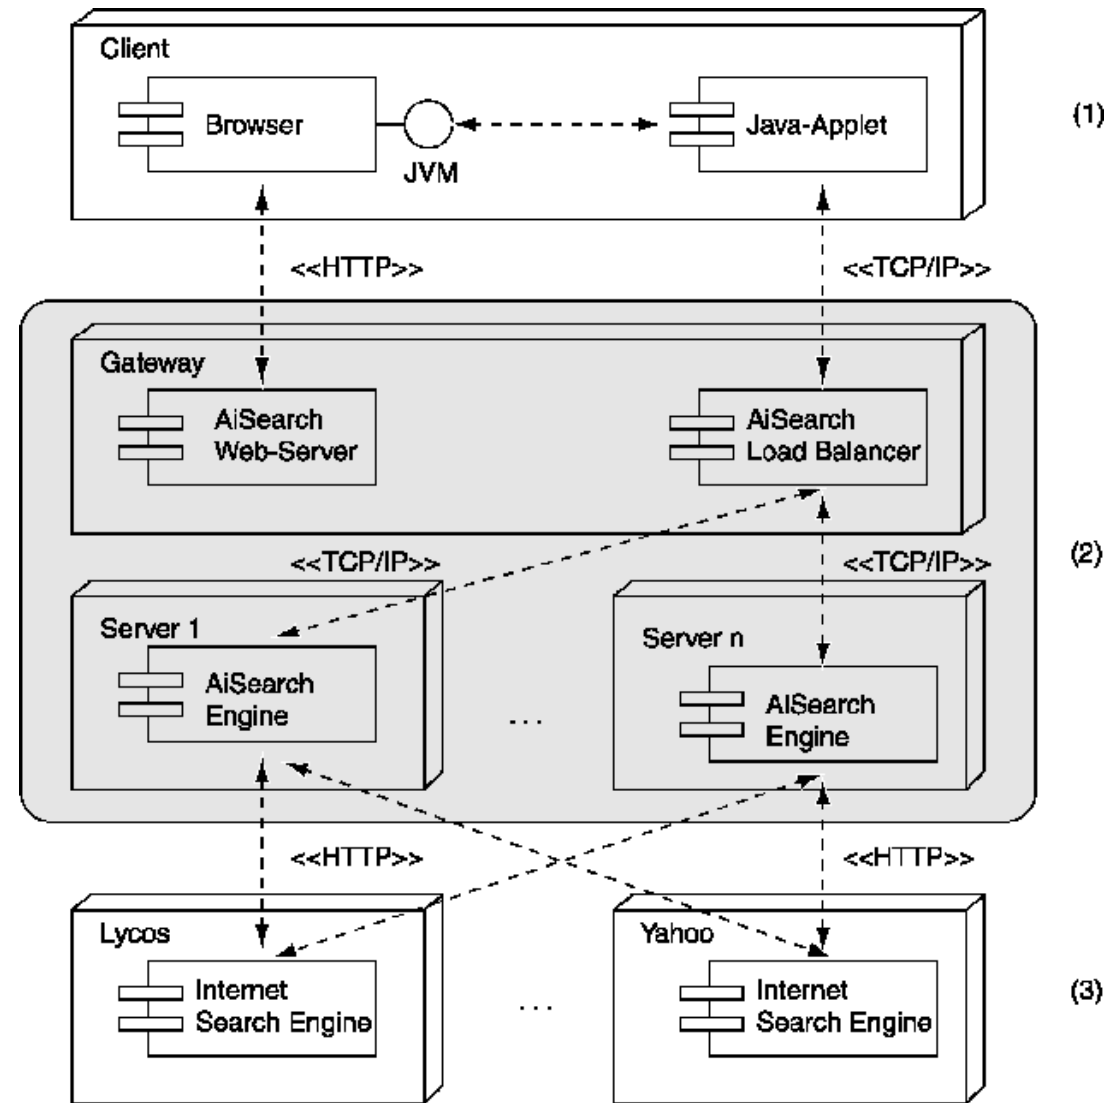 Client
Browser
JVM
Java-Applet
(1)
<<HTTP>>
<<TCP/IP>>
Gateway
AiSearch
Web-Server
AiSearch
Load Balancer
<<TCP/IP>>
<<TCP/IP>>
(2)
Server 1
AiSearch
Engine
...
Server n
AISearch
Engine
<<HTTP>>
<<HTTP>>
Lycos
Internet
Search Engine
...
Yahoo
Internet
Search Engine
(3)